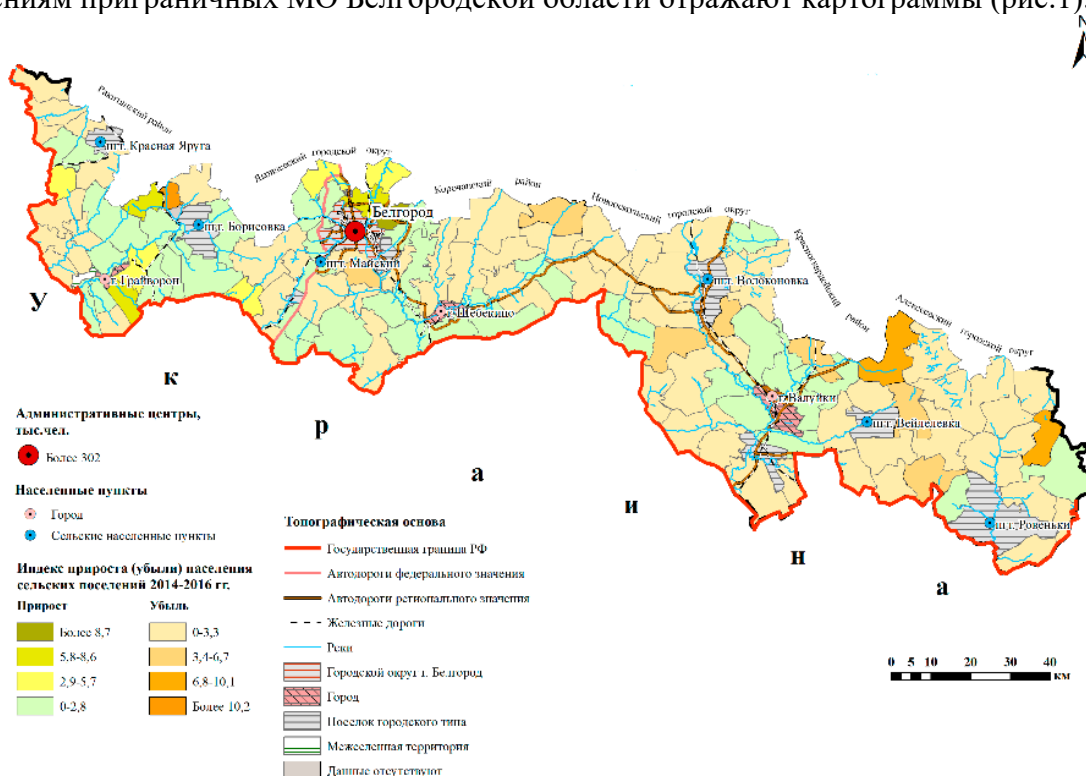 ениям приграничных МО Белгородской области отражают картограммы (рис.1).
N
Ракитянский район
пгт. Красная Яруга
Яковлевский городской округ
Корочанский район
Новооскольский городской округ
Красногвардейский район
Алексеевский городской округ
Белгород
пгт. Борисовка
пгт. Майский
г. Грайворон
г. Шебекино
пгт. Волоконовка
г. Валуйки
пгт. Вейделевка
пгт. Ровеньки
У
к
р
а
и
н
а
Административные центры,
тыс.чел.
Более 302
Населенные пункты
Город
Сельские населенные пункты
Индекс прироста (убыли) населения
сельских поселений 2014-2016 гг.
Прирост Убыль
Более 8,7 0-3,3
5,8-8,6 3,4-6,7
2,9-5,7 6,8-10,1
0-2,8 Более 10,2
Топографическая основа
Государственная граница РФ
Автодороги федерального значения
Автодороги регионального значения
Железные дороги
Реки
Городской округ г. Белгород
Город
Поселок городского типа
Межселенная территория
Данные отсутствуют
0 5 10 20 30 40
км